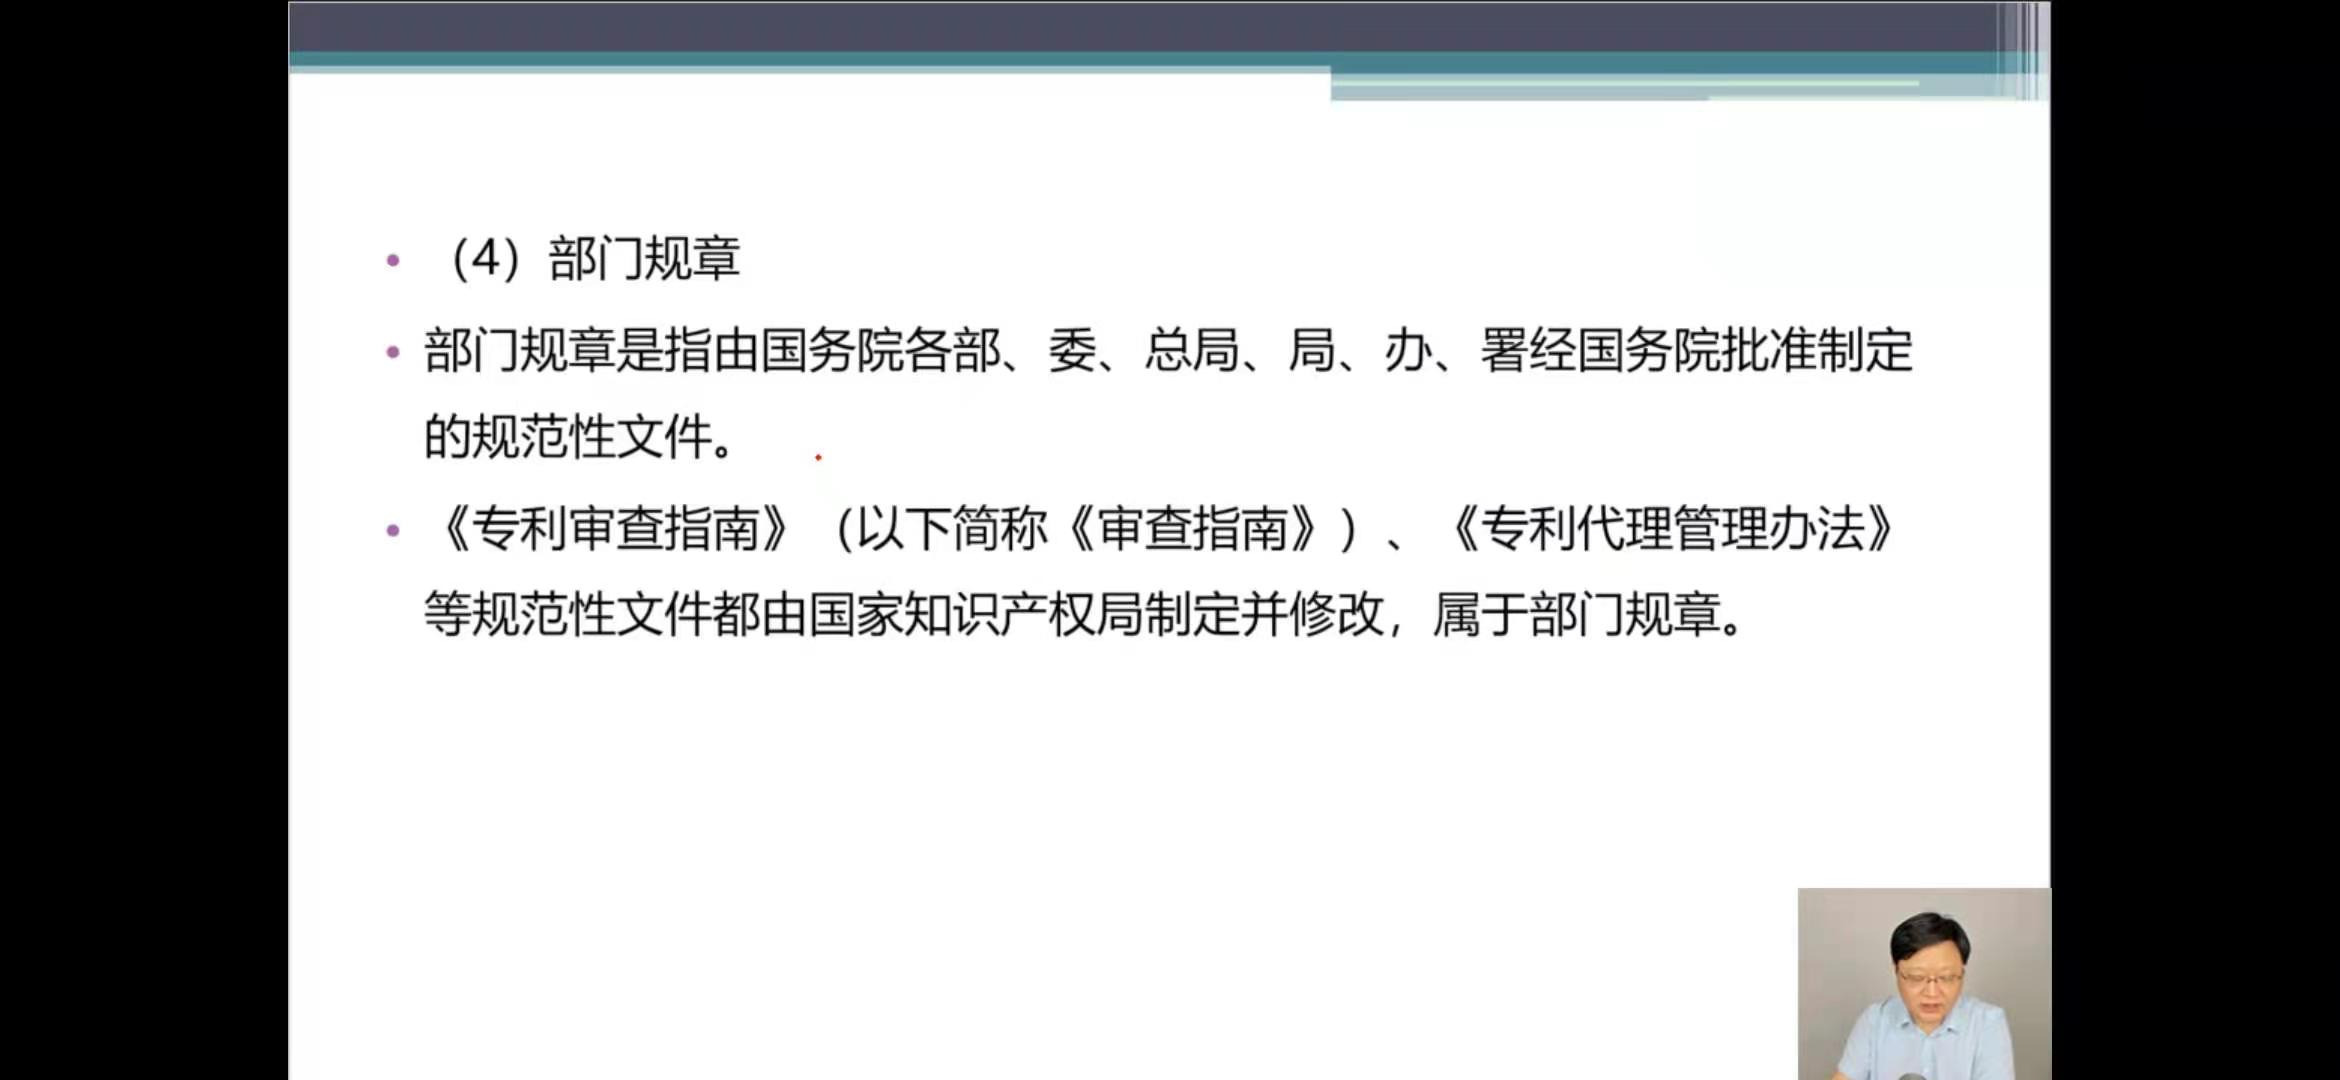 （4）部门规章
部门规章是指由国务院各部、委、总局、局、办、署经国务院批准制定
的规范性文件。
《专利审查指南》（以下简称《审查指南》）、《专利代理管理办法》
等规范性文件都由国家知识产权局制定并修改，属于部门规章。